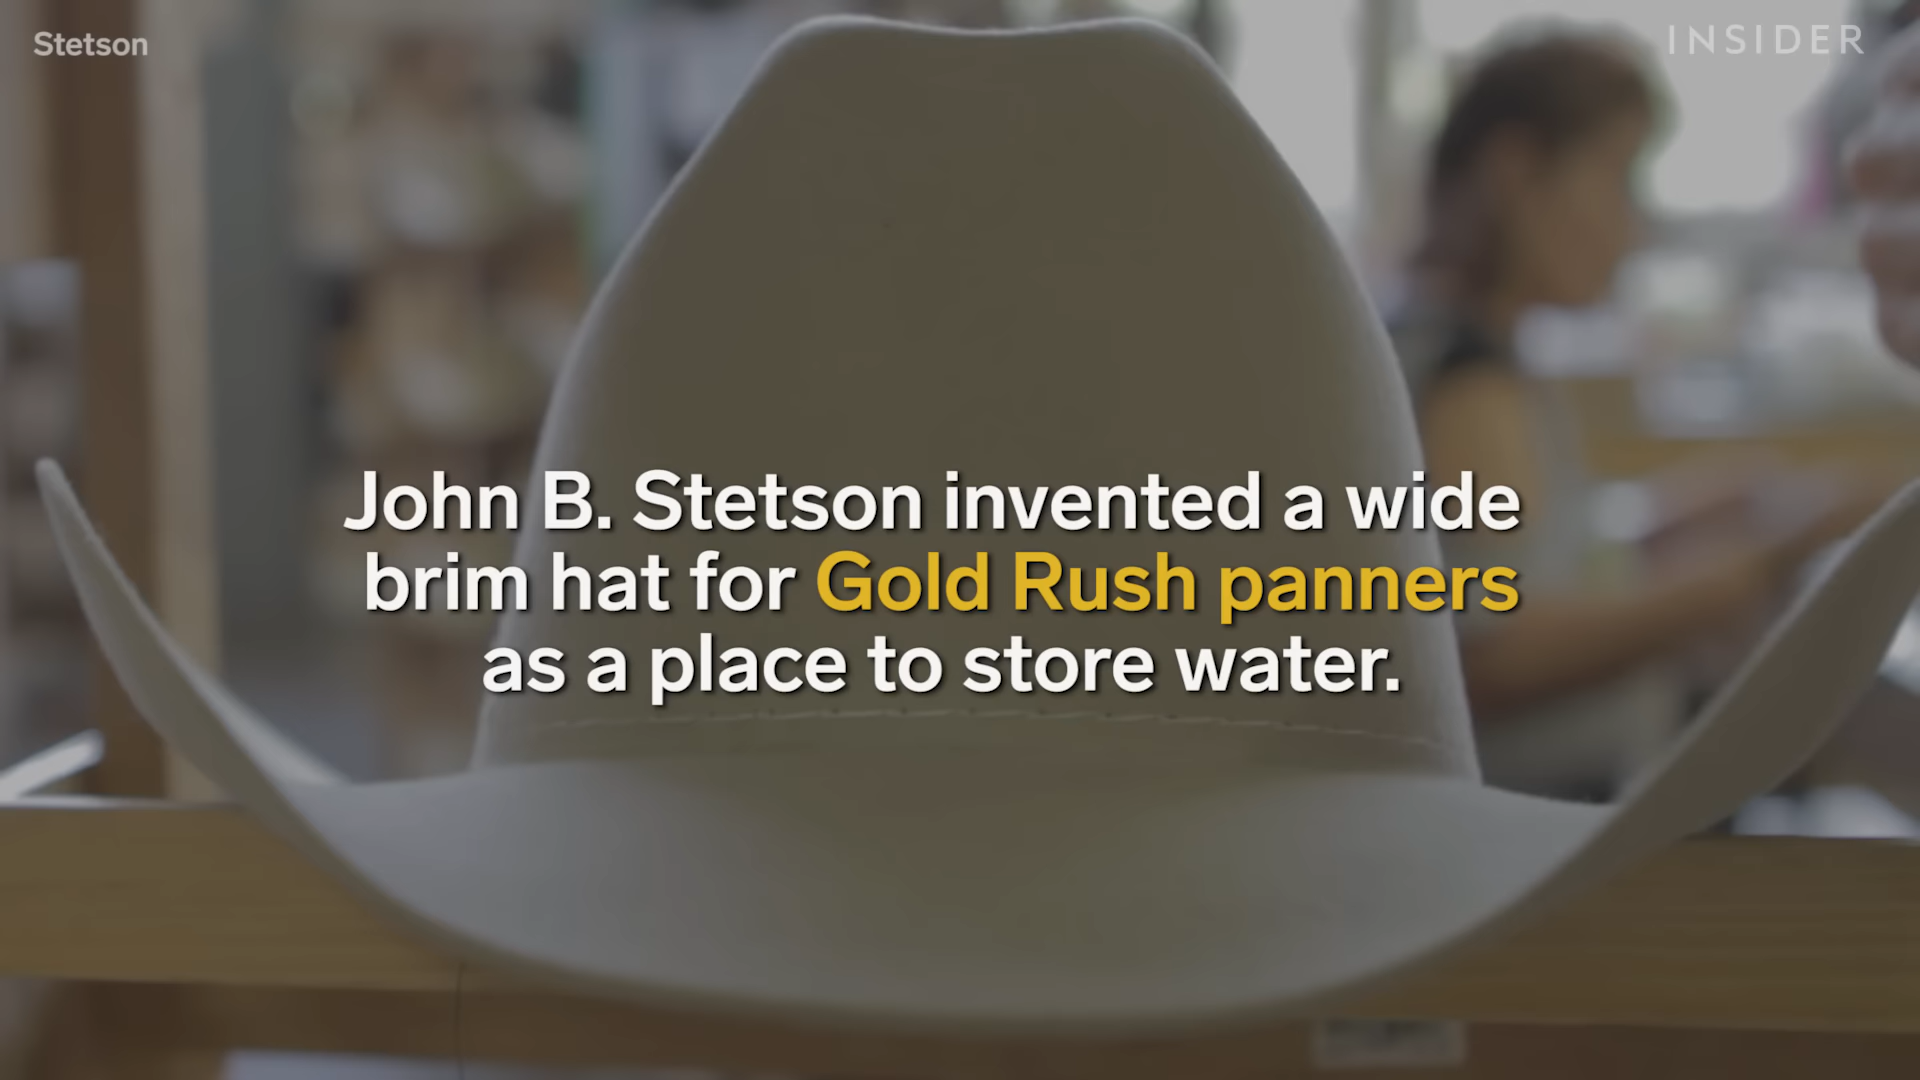 Stetson
INSIDER
John B. Stetson invented a wide
brim hat for Gold Rush panners
as a place to store water.